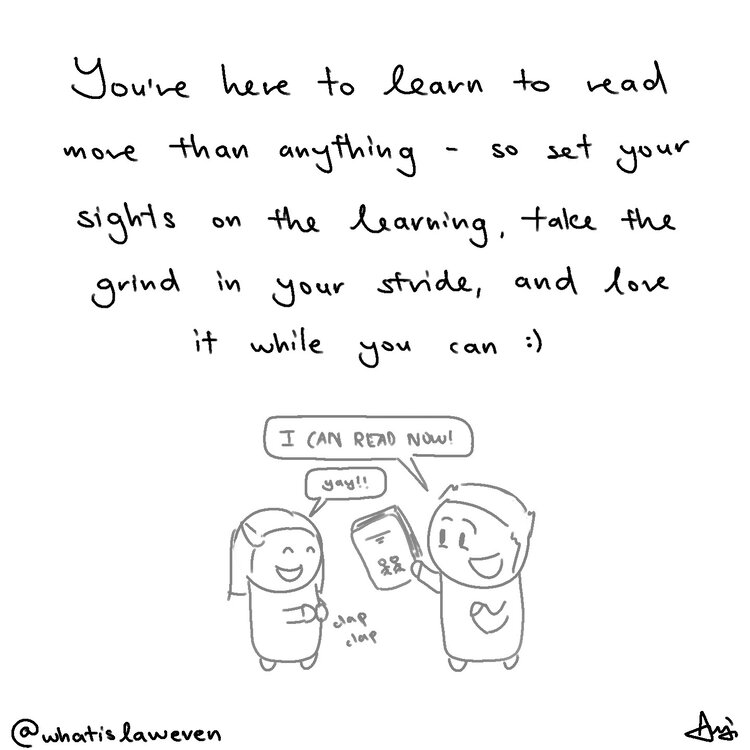 You're here to learn to read
more than anything - so set your
sights on the learning, take the
grind in your stride, and love
it while you can :)
I CAN READ NOW!
yay!!
clap
clap
@whatislaweven